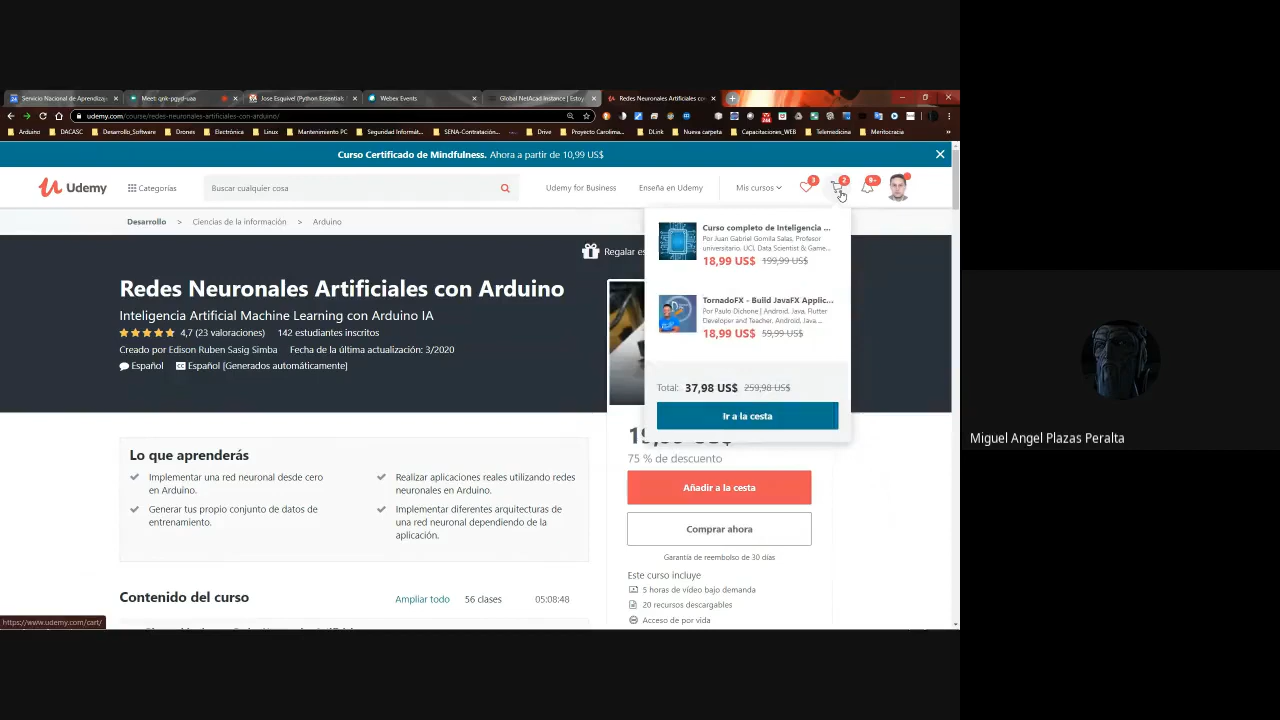 Servicio Nacional de Aprendizaj
Meet: qnk-pgyd-uaa
Jose Esquivel (Python Essentials
Webex Events
Global NetAcad Instance | Estoy
Redes Neuronales Artificiales co
udemy.com/course/redes-neuronales-artificiales-con-arduino/
Arduino
DACASC
Desarrollo_Software
Drones
Electrónica
Linux
Mantenimiento PC
Seguridad Informát...
SENA-Contratación...
Drive
Proyecto Carolima...
DLink
Nueva carpeta
Capacitaciones_WEB
Telemedicina
Meritocracia
Curso Certificado de Mindfulness. Ahora a partir de 10,99 US$
Udemy
Categorías
Buscar cualquier cosa
Udemy for Business
Enseña en Udemy
Mis cursos
3
2
9+
Desarrollo > Ciencias de la información > Arduino
Regalar es
Curso completo de Inteligencia ...
Por Juan Gabriel Gomila Salas, Profesor
universitario, UCI, Data Scientist & Game...
18,99 US$ 199,99 US$
TornadoFX - Build JavaFX Applic...
Por Paulo Dichone | Android, Java, Flutter
Developer and Teacher, Android, Java...
18,99 US$ 59,99 US$
Total: 37,98 US$ 259,98 US$
Ir a la cesta
Redes Neuronales Artificiales con Arduino
Inteligencia Artificial Machine Learning con Arduino IA
4,7 (23 valoraciones) 142 estudiantes inscritos
Creado por Edison Ruben Sasig Simba Fecha de la última actualización: 3/2020
Español Español [Generados automáticamente]
75 % de descuento
Añadir a la cesta
Comprar ahora
Garantía de reembolso de 30 días
Este curso incluye
5 horas de vídeo bajo demanda
20 recursos descargables
Acceso de por vida
Lo que aprenderás
Implementar una red neuronal desde cero
en Arduino.
Generar tus propio conjunto de datos de
entrenamiento.
Realizar aplicaciones reales utilizando redes
neuronales en Arduino.
Implementar diferentes arquitecturas de
una red neuronal dependiendo de la
aplicación.
Contenido del curso
Ampliar todo 56 clases 05:08:48
https://www.udemy.com/cart/
Miguel Angel Plazas Peralta